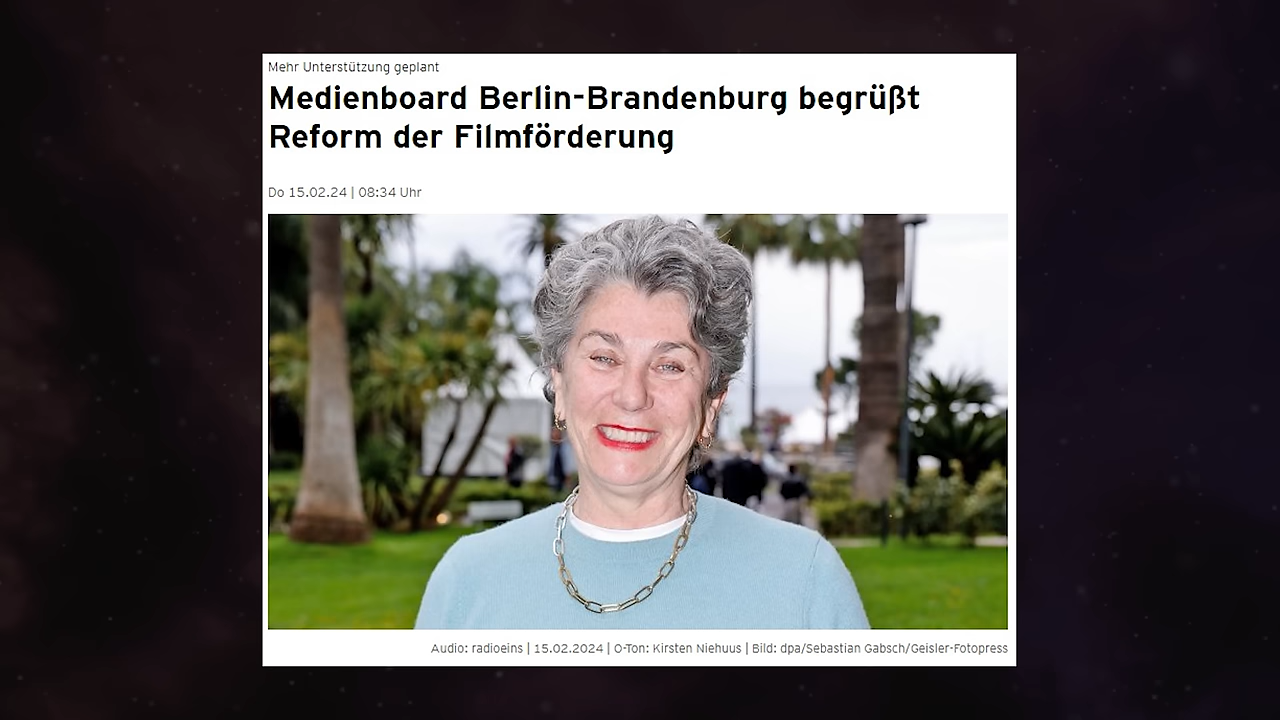 Mehr Unterstützung geplant
Medienboard Berlin-Brandenburg begrüßt
Reform der Filmförderung
Do 15.02.24 | 08:34 Uhr
Audio: radioeins | 15.02.2024 | O-Ton: Kirsten Niehuus | Bild: dpa/Sebastian Gabsch/Geisler-Fotopress